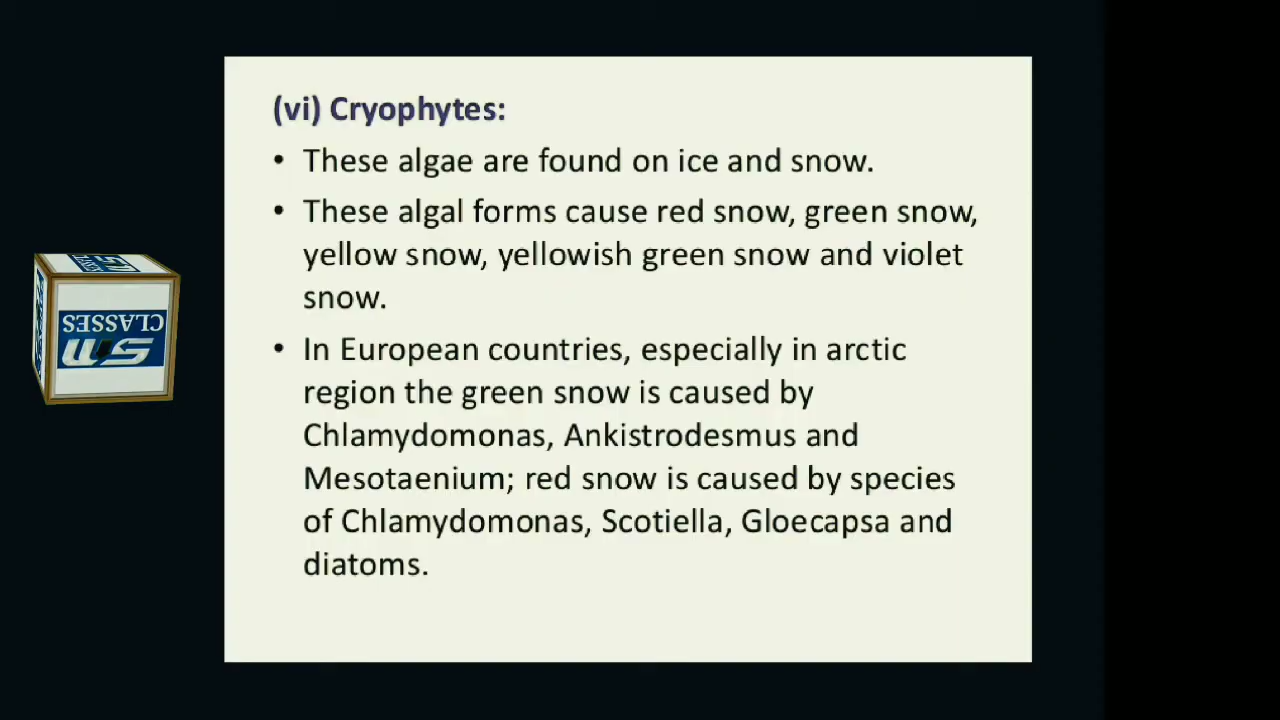 (vi) Cryophytes:
• These algae are found on ice and snow.
• These algal forms cause red snow, green snow,
yellow snow, yellowish green snow and violet
snow.
• In European countries, especially in arctic
region the green snow is caused by
Chlamydomonas, Ankistrodesmus and
Mesotaenium; red snow is caused by species
of Chlamydomonas, Scotiella, Gloecapsa and
diatoms.
SM
CLASSES